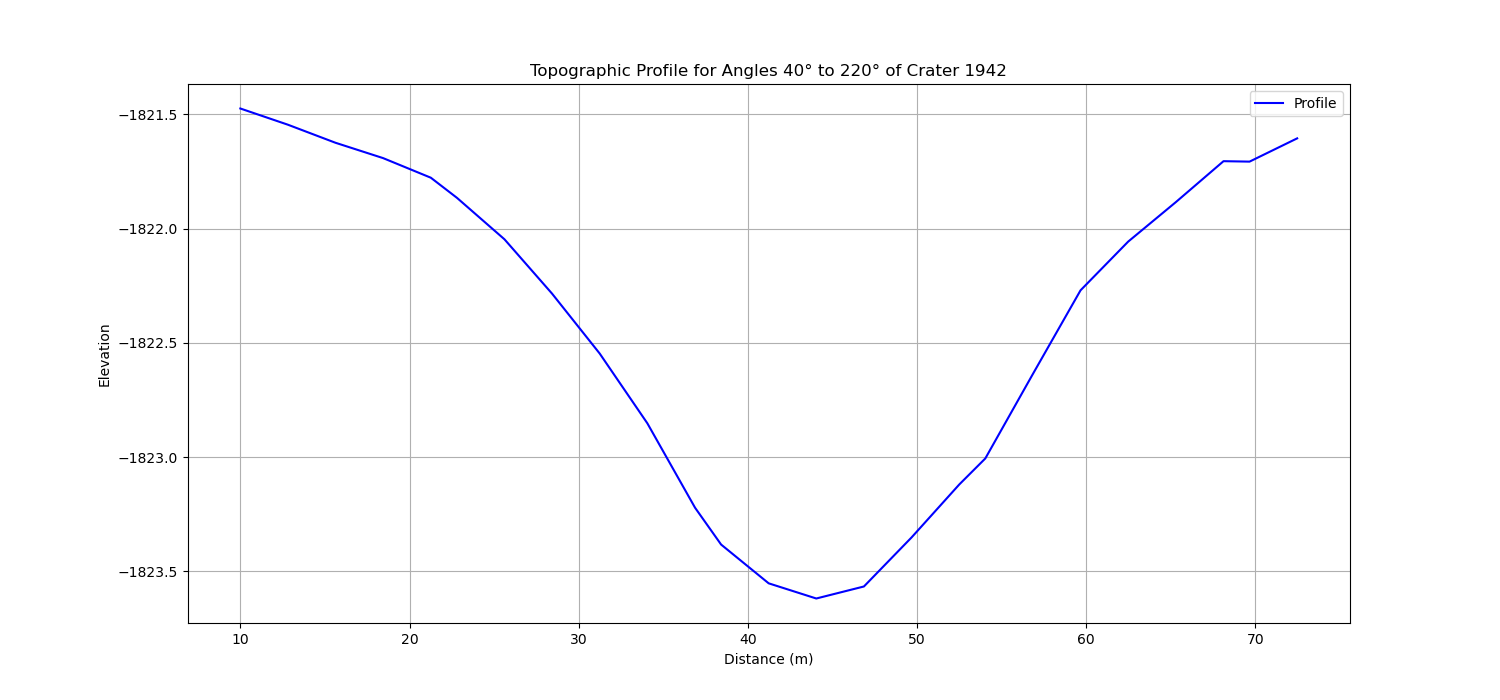 Topographic Profile for Angles 40° to 220° of Crater 1942
Profile
−1821.5
−1822.0
−1822.5
−1823.0
−1823.5
Elevation
10 20 30 40 50 60 70
Distance (m)